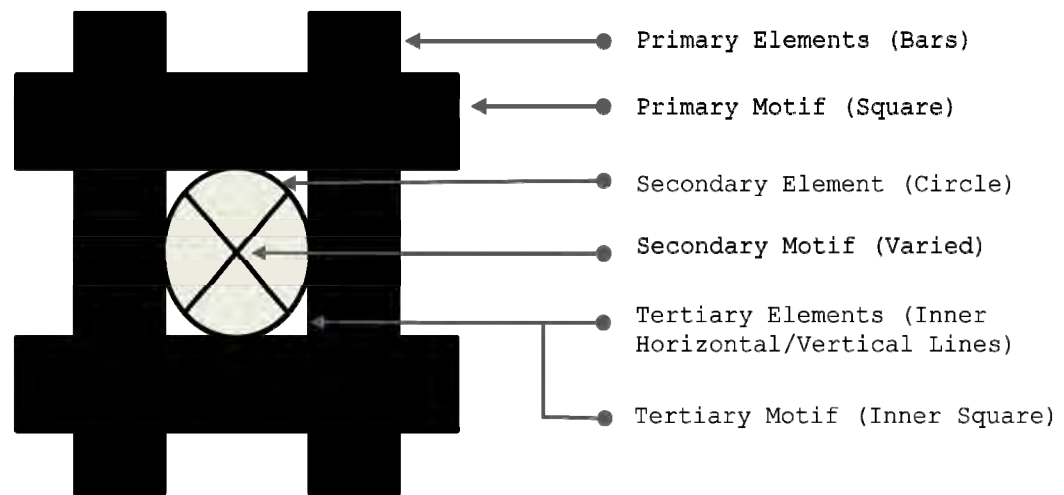 Primary Elements (Bars)
Primary Motif (Square)
Secondary Element (Circle)
Secondary Motif (Varied)
Tertiary Elements (Inner
Horizontal/Vertical Lines)
Tertiary Motif (Inner Square)